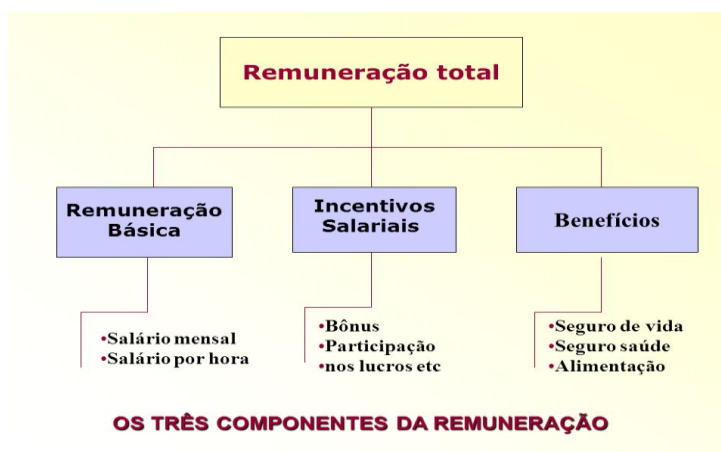 Remuneração total
Remuneração
Básica
Incentivos
Salariais
Benefícios
•Salário mensal
•Salário por hora
•Bônus
•Participação
•nos lucros etc
•Seguro de vida
•Seguro saúde
•Alimentação
OS TRÊS COMPONENTES DA REMUNERAÇÃO